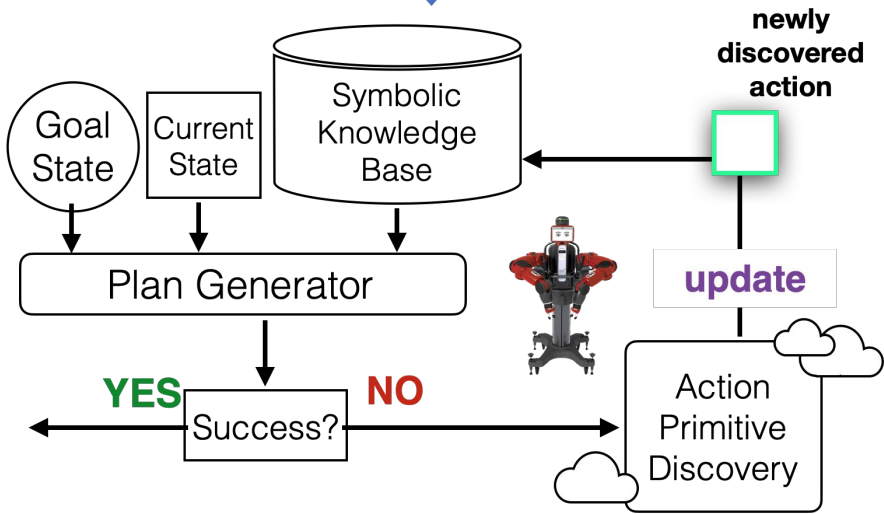 newly
discovered
action
Symbolic
Knowledge
Base
Goal
State
Current
State
Plan Generator
update
YES
NO
Success?
Action
Primitive
Discovery